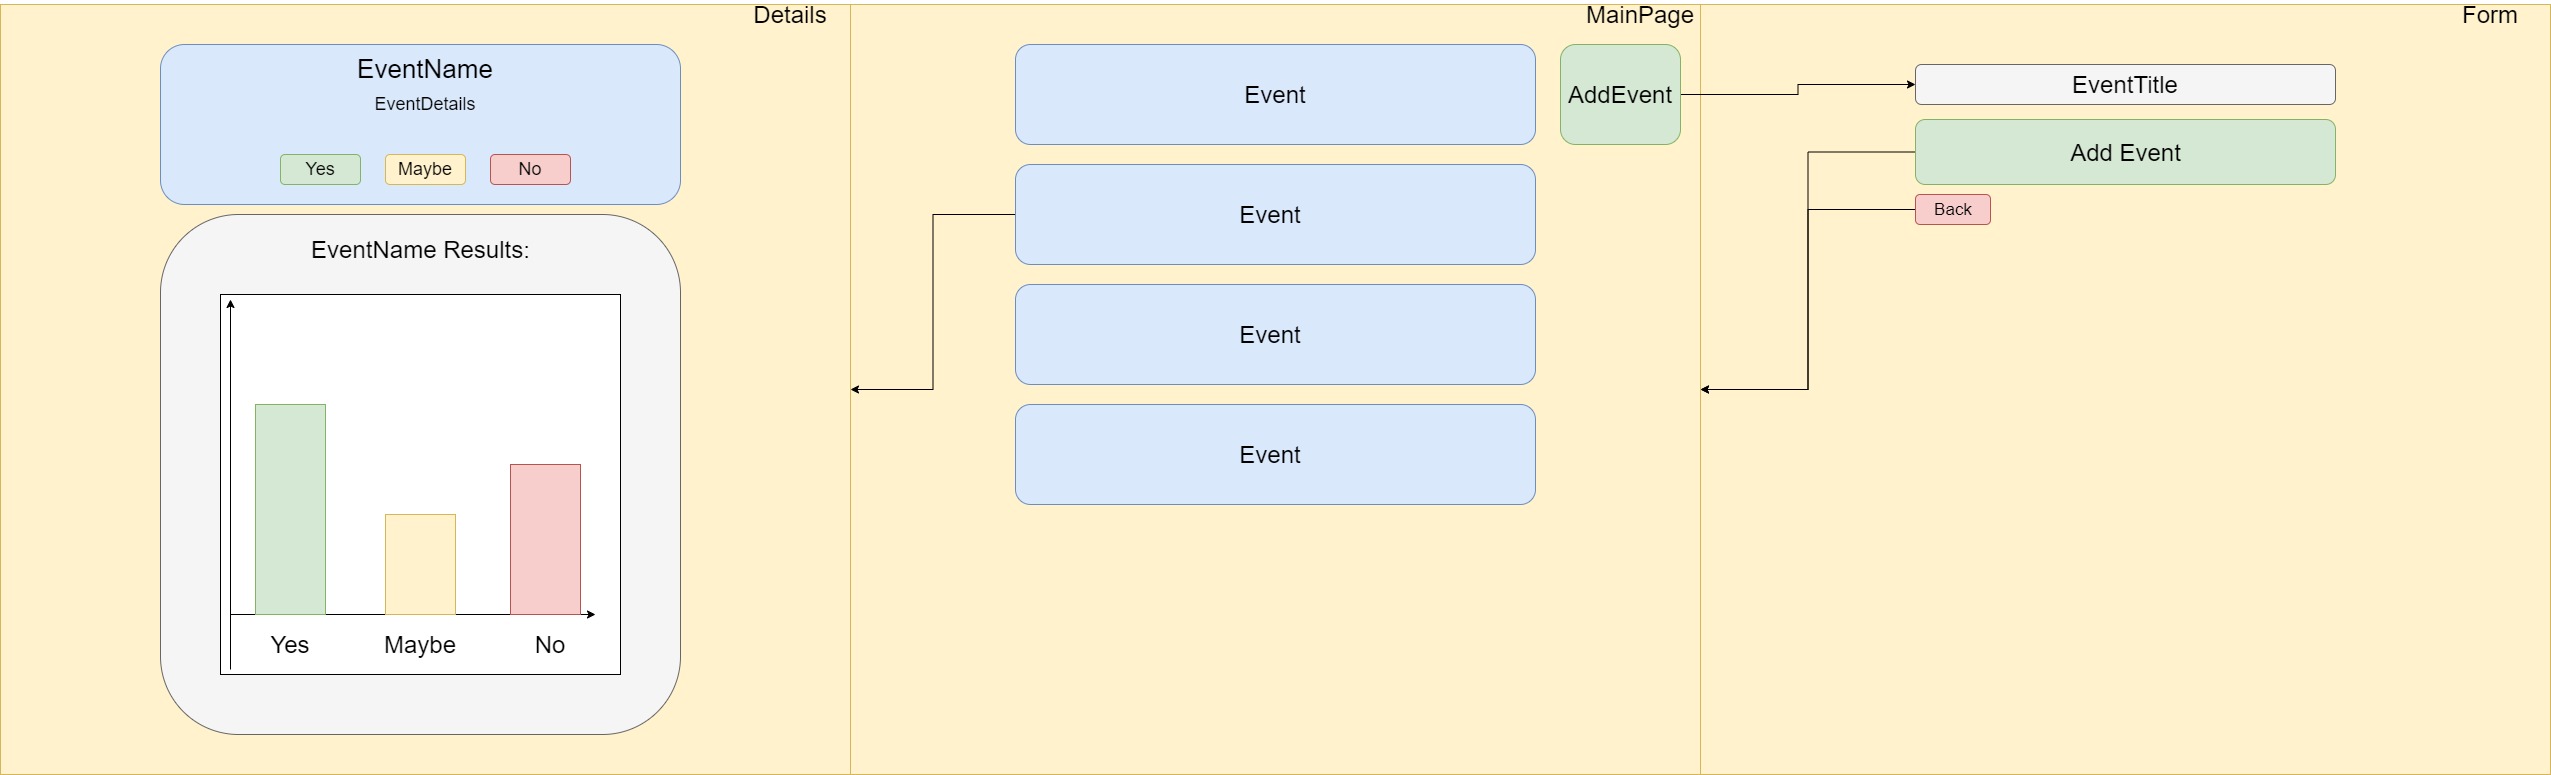 Details
EventName
EventDetails
Yes
Maybe
No
EventName Results:
Yes
Maybe
No
MainPage
Event
AddEvent
Event
Event
Event
Form
EventTitle
Add Event
Back